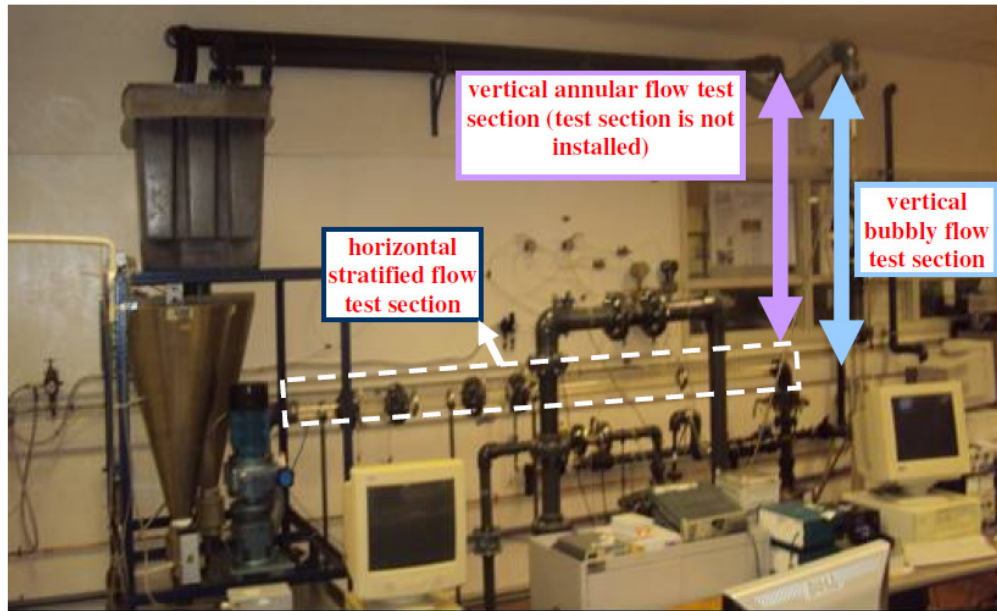 vertical annular flow test
section (test section is not
installed)
vertical
bubbly flow
test section
horizontal
stratified flow
test section